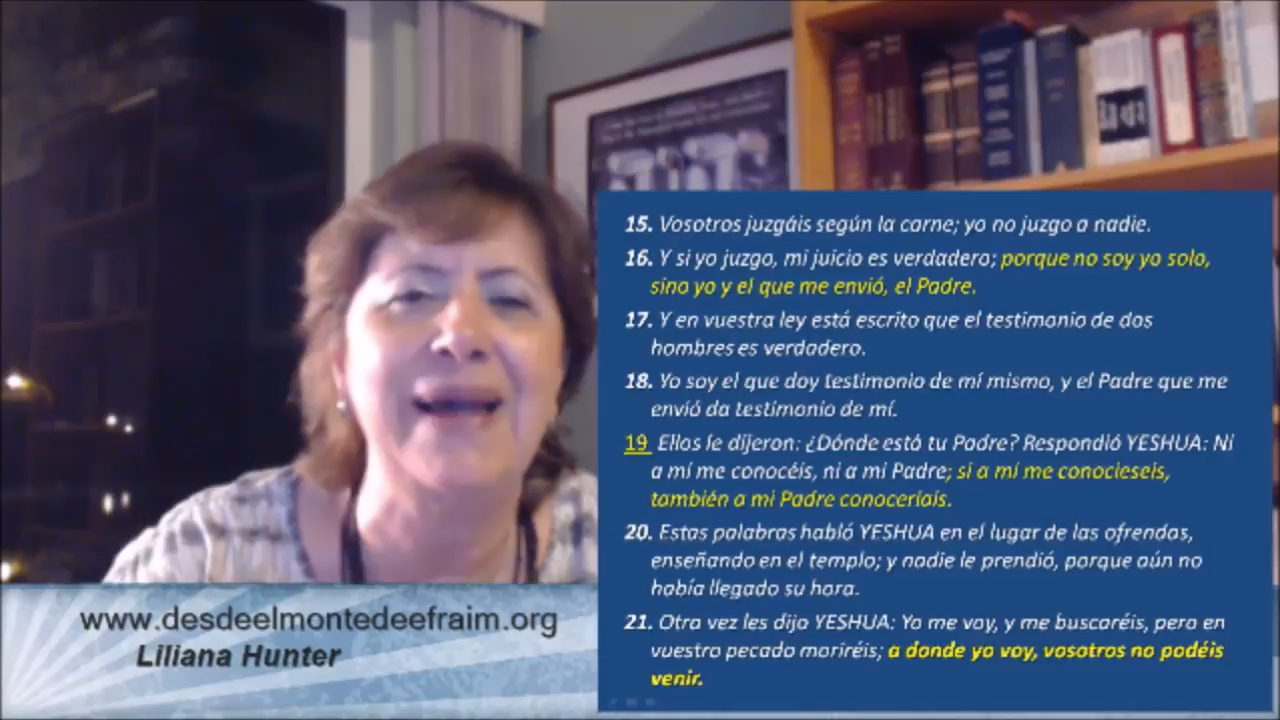 15. Vosotros juzgáis según la carne; yo no juzgo a nadie.
16. Y si yo juzgo, mi juicio es verdadero; porque no soy yo solo,
sino yo y el que me envió, el Padre.
17. Y en vuestra ley está escrito que el testimonio de dos
hombres es verdadero.
18. Yo soy el que doy testimonio de mí mismo, y el Padre que me
envió da testimonio de mí.
19 Ellos le dijeron: ¿Dónde está tu Padre? Respondió YESHUA: Ni
a mí me conocéis, ni a mi Padre; si a mí me conocieseis,
también a mi Padre conoceríais.
20. Estas palabras habló YESHUA en el lugar de las ofrendas,
enseñando en el templo; y nadie le prendió, porque aún no
había llegado su hora.
21. Otra vez les dijo YESHUA: Yo me voy, y me buscaréis, pero en
vuestro pecado moriréis; a donde yo voy, vosotros no podéis
venir.
www.desdeelmontedeefraim.org
Liliana Hunter